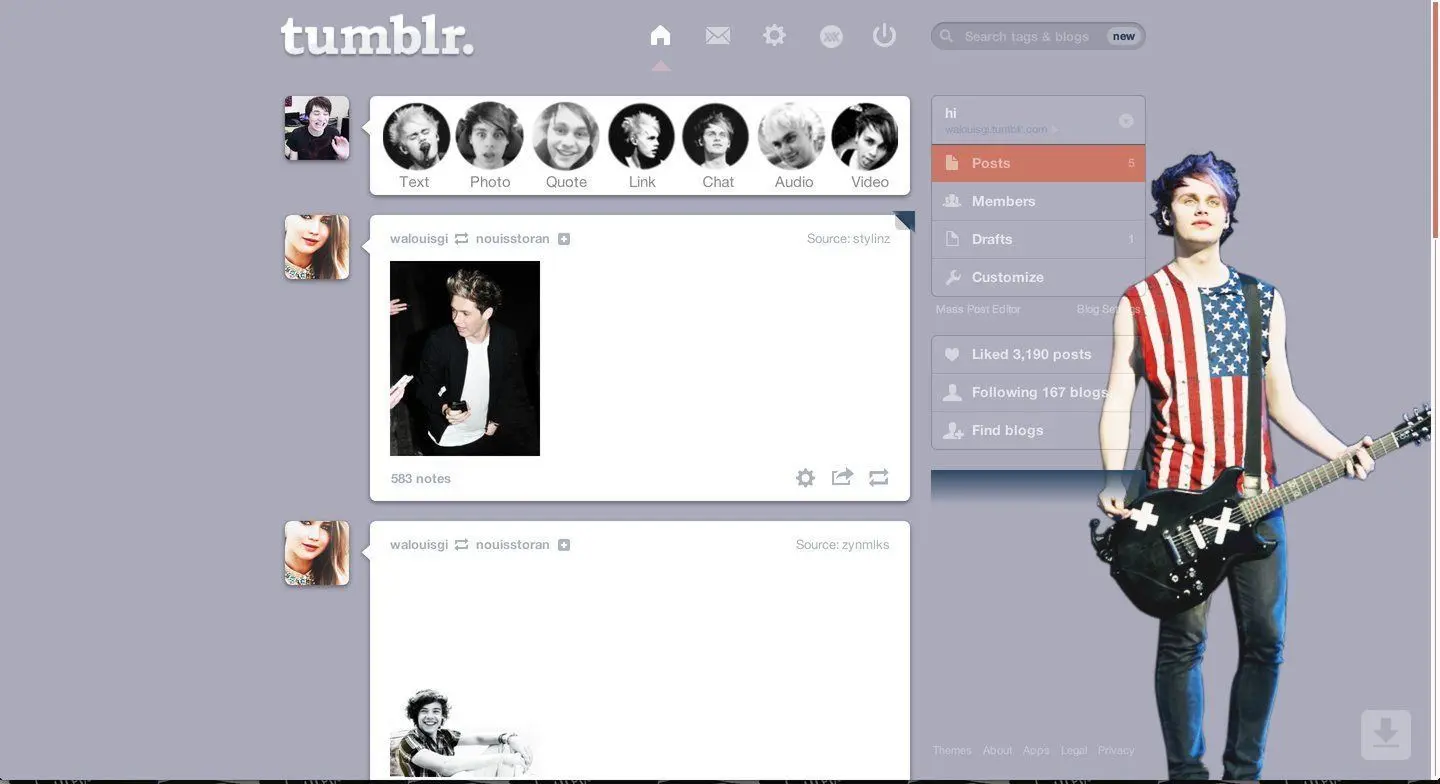 tumblr.
Search tags & blogs new
Text Photo Quote Link Chat Audio Video
walouisgi nouisstoran
Source: stylinz
583 notes
walouisgi nouisstoran
Source: zynmlks
hi
walouisgi.tumblr.com
Posts 5
Members
Drafts 1
Customize
Mass Post Editor
Liked 3,190 posts
Following 167 blogs
Find blogs
Themes About Apps Legal Privacy